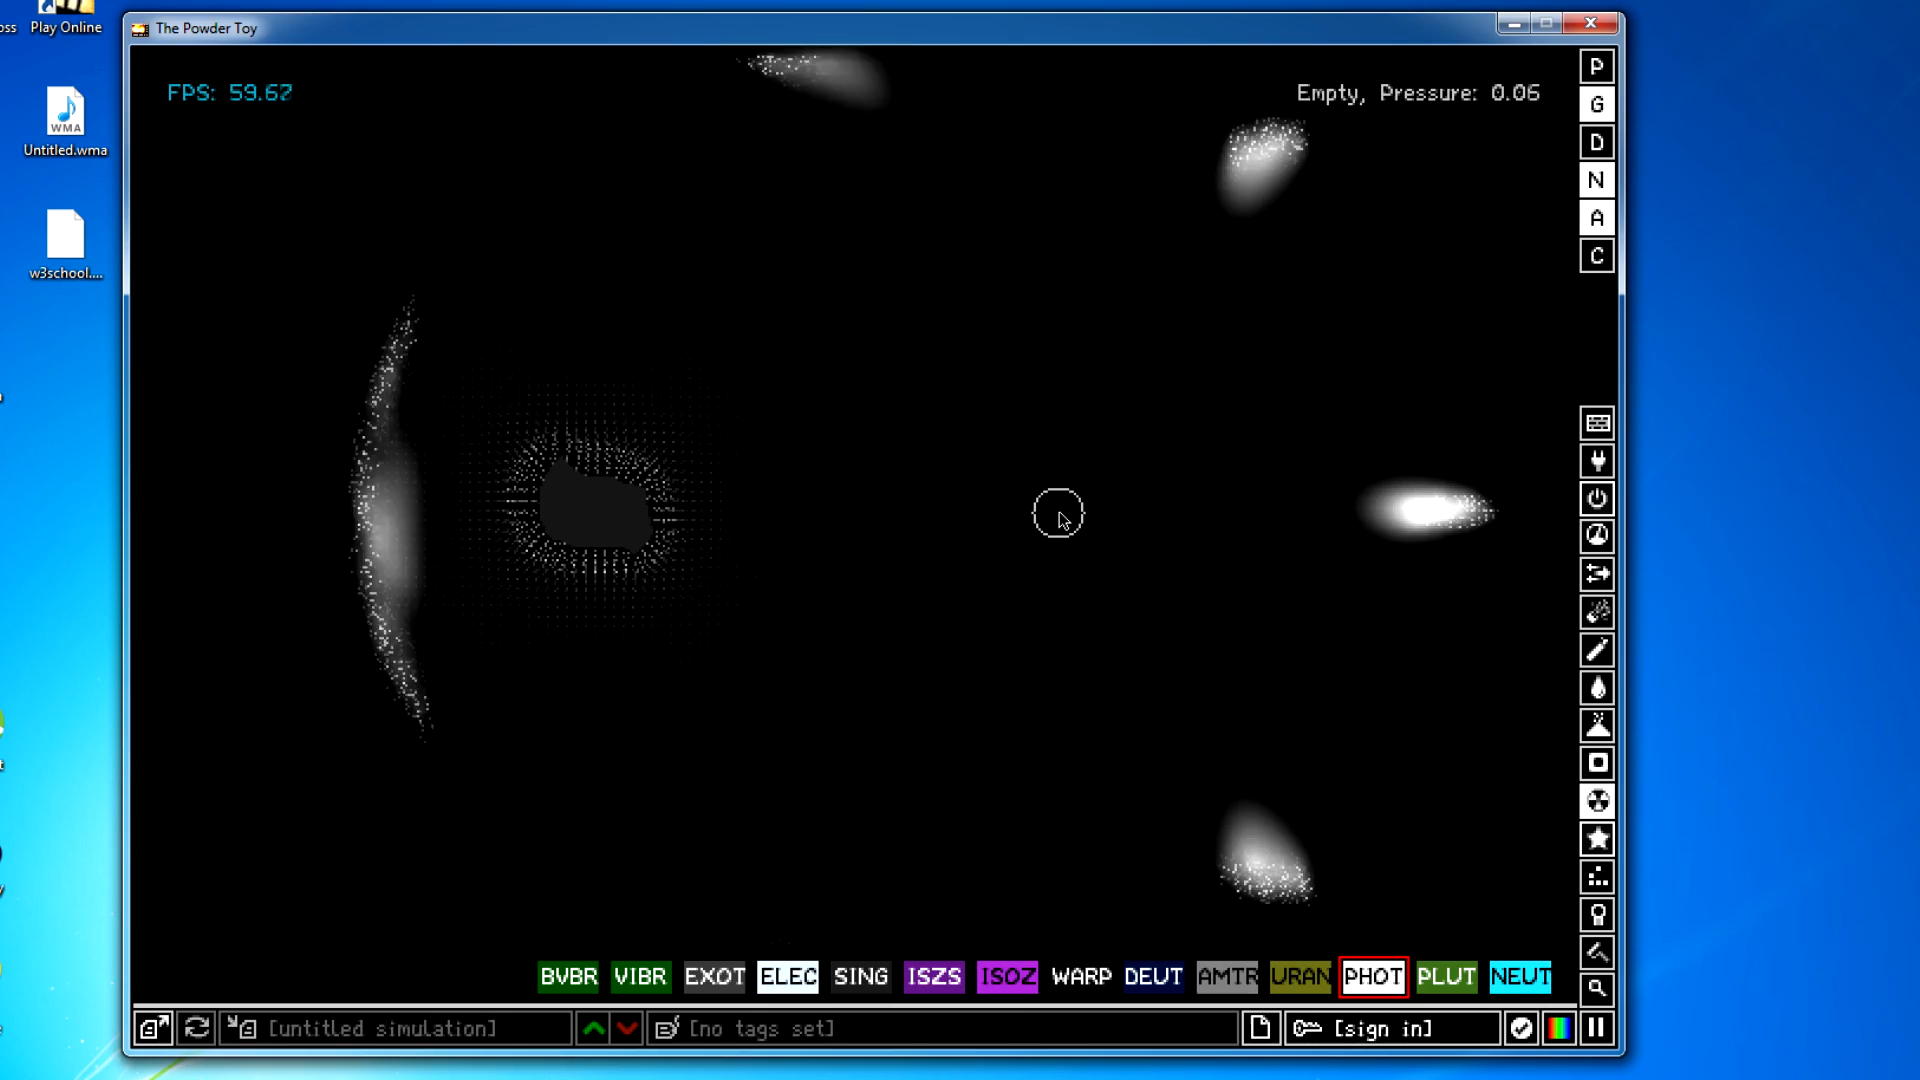 oss Play Online
The Powder Toy
FPS: 59.67
Empty, Pressure: 0.06
P
G
D
N
A
C
WMA
Untitled.wma
w3school....
BVBR VIBR EXOT ELEC SING ISZS ISOZ WARP DEUT AMTR URAN PHOT PLUT NEUT
[untitled simulation] [no tags set] [sign in]